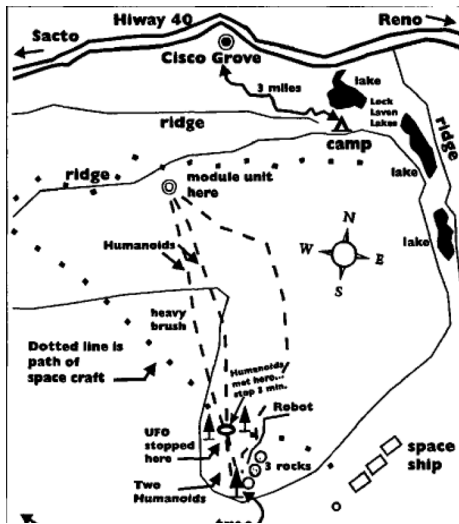 Hiway 40
Reno
Sacto
Cisco Grove
3 miles
lake
Lock
Laven
Lakes
ridge
camp
ridge
ridge
module unit
here
lake
N
W
E
S
lake
Humanoids
heavy
brush
Dotted line is
path of
space craft
Humanoids
met here...
stop 3 min.
Robot
UFO
stopped
here
3 rocks
space
ship
Two
Humanoids